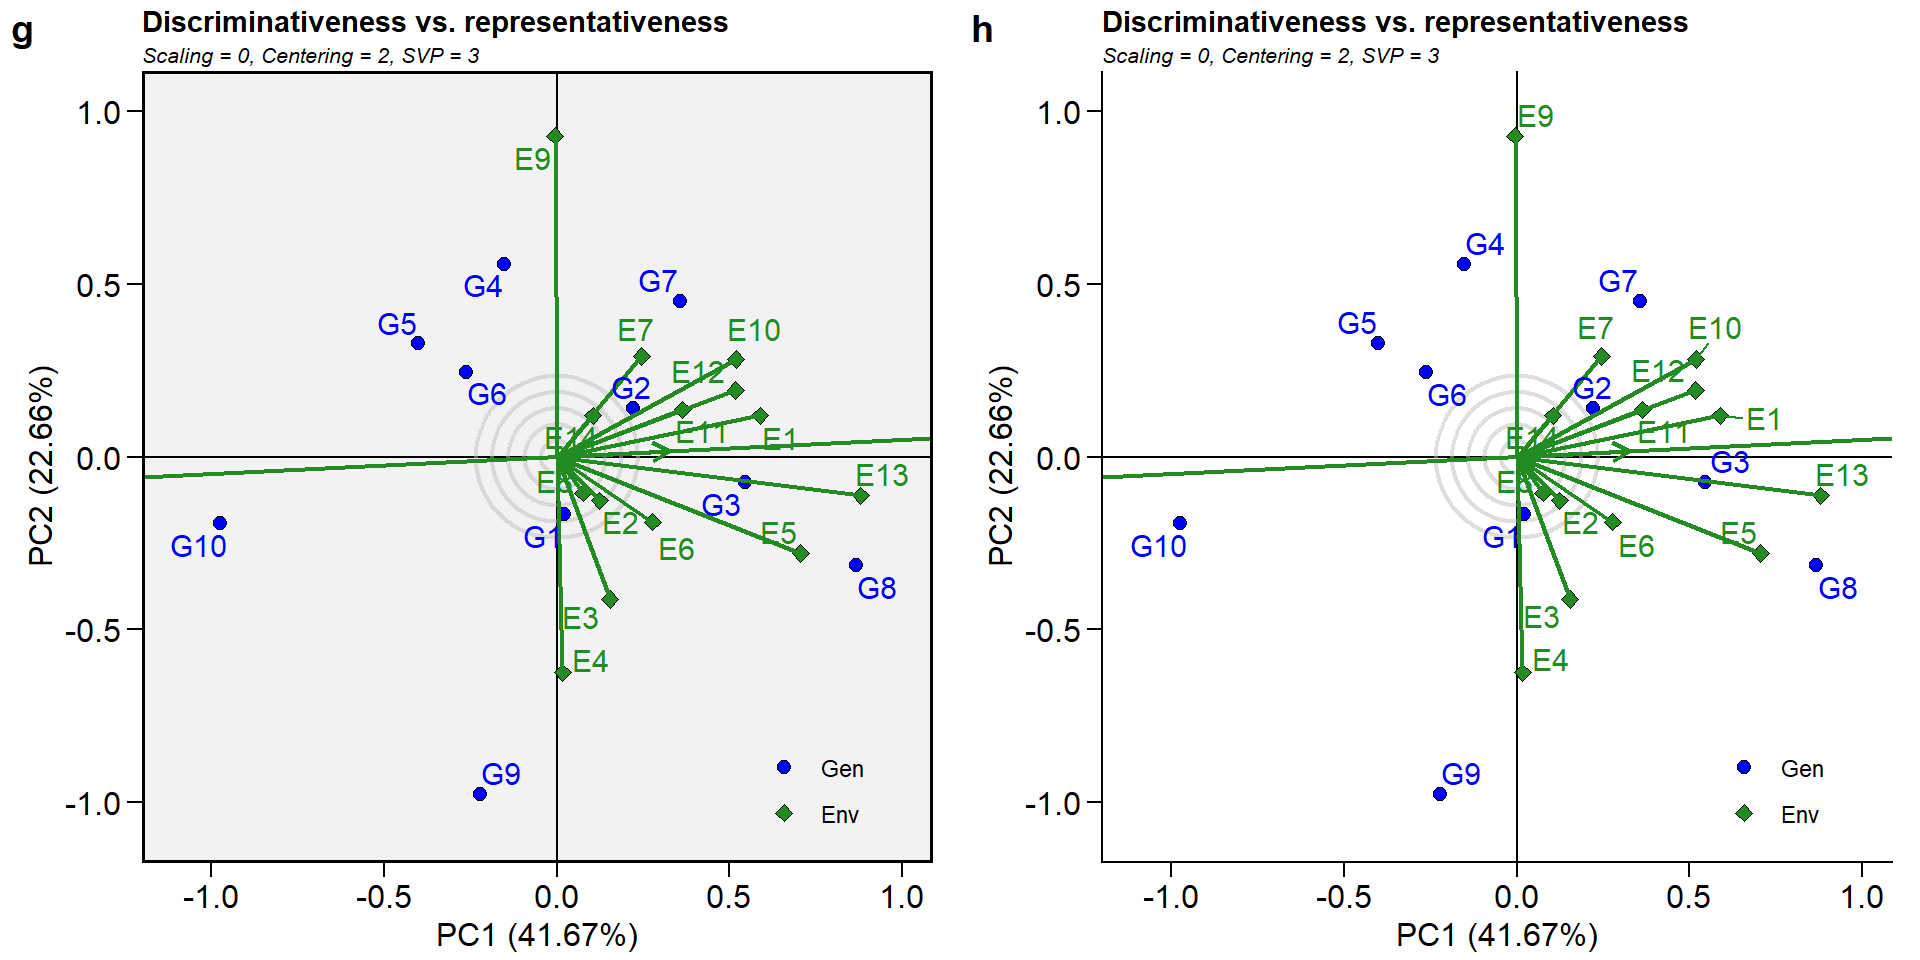 g
Discriminativeness vs. representativeness
Scaling = 0, Centering = 2, SVP = 3
1.0
0.5
0.0
-0.5
-1.0
PC2 (22.66%)
E9
G4
G7
G5
E7
E10
G6
E12
G2
E11
E1
E13
G3
G10
G1
E2
E6
E5
G8
E3
E4
G9
Gen
Env
-1.0
-0.5
0.0
0.5
1.0
PC1 (41.67%)
h
Discriminativeness vs. representativeness
Scaling = 0, Centering = 2, SVP = 3
1.0
0.5
0.0
-0.5
-1.0
PC2 (22.66%)
E9
G4
G7
G5
E7
E10
G6
E12
G2
E1
E11
G3
E13
G10
G1
E2
E6
E5
G8
E3
E4
G9
Gen
Env
-1.0
-0.5
0.0
0.5
1.0
PC1 (41.67%)